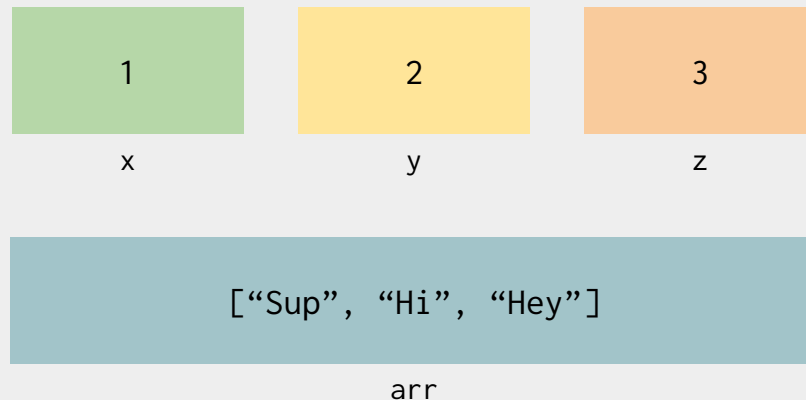 1 2 3
x y z
[“Sup”, “Hi”, “Hey”]
arr